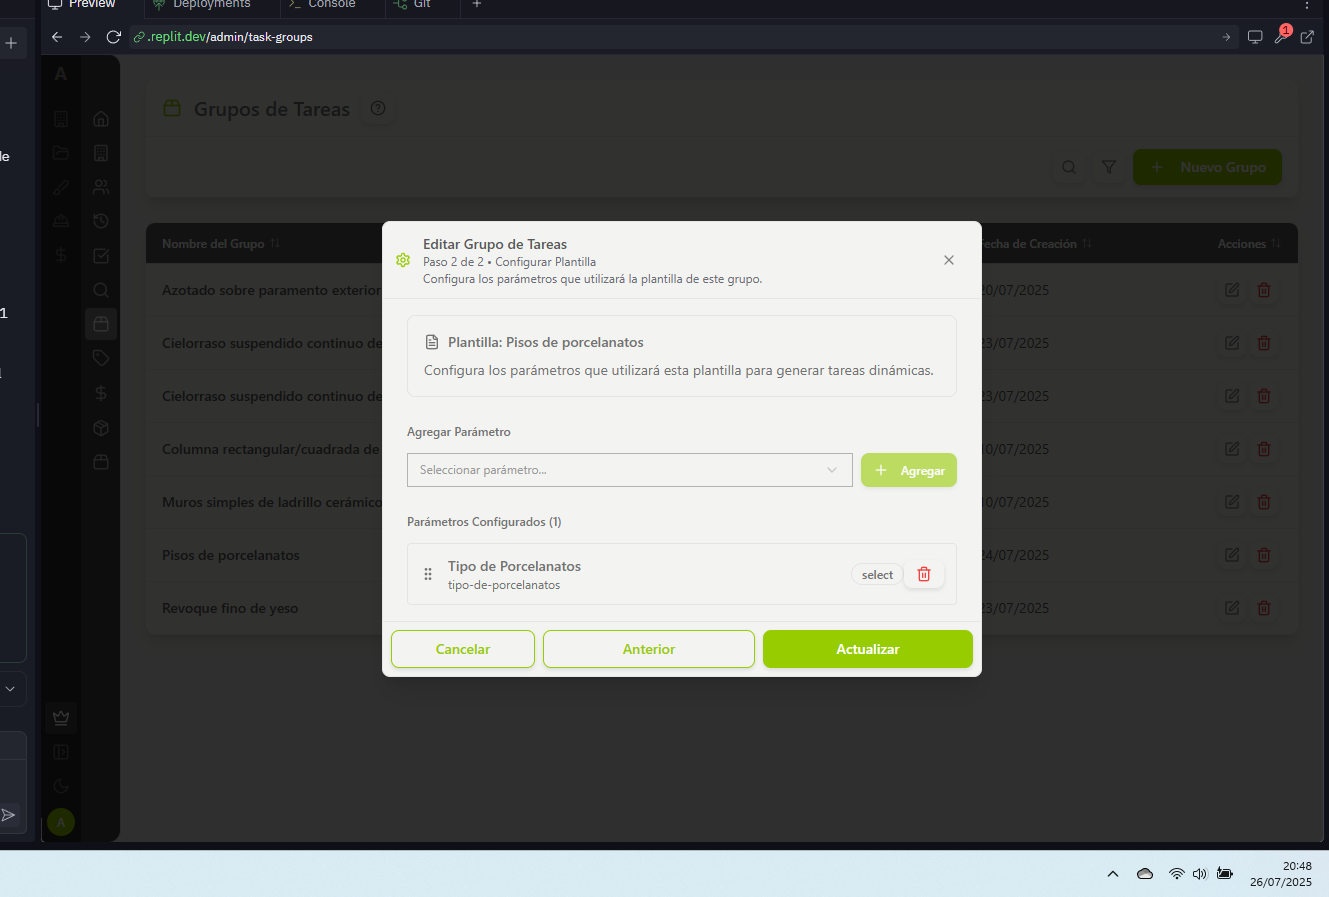 Preview
Deployments
Console
Git
.replit.dev/admin/task-groups
1
A
Grupos de Tareas
Nuevo Grupo
Nombre del Grupo
Fecha de Creación
Acciones
Azotado sobre paramento exterior
20/07/2025
Cielorraso suspendido continuo de
23/07/2025
Cielorraso suspendido continuo de
23/07/2025
Columna rectangular/cuadrada de
10/07/2025
Muros simples de ladrillo cerámico
10/07/2025
Pisos de porcelanatos
24/07/2025
Revoque fino de yeso
23/07/2025
Editar Grupo de Tareas
Paso 2 de 2 • Configurar Plantilla
Configura los parámetros que utilizará la plantilla de este grupo.
Plantilla: Pisos de porcelanatos
Configura los parámetros que utilizará esta plantilla para generar tareas dinámicas.
Agregar Parámetro
Seleccionar parámetro...
Agregar
Parámetros Configurados (1)
Tipo de Porcelanatos
tipo-de-porcelanatos
select
Cancelar
Anterior
Actualizar
A
20:48
26/07/2025